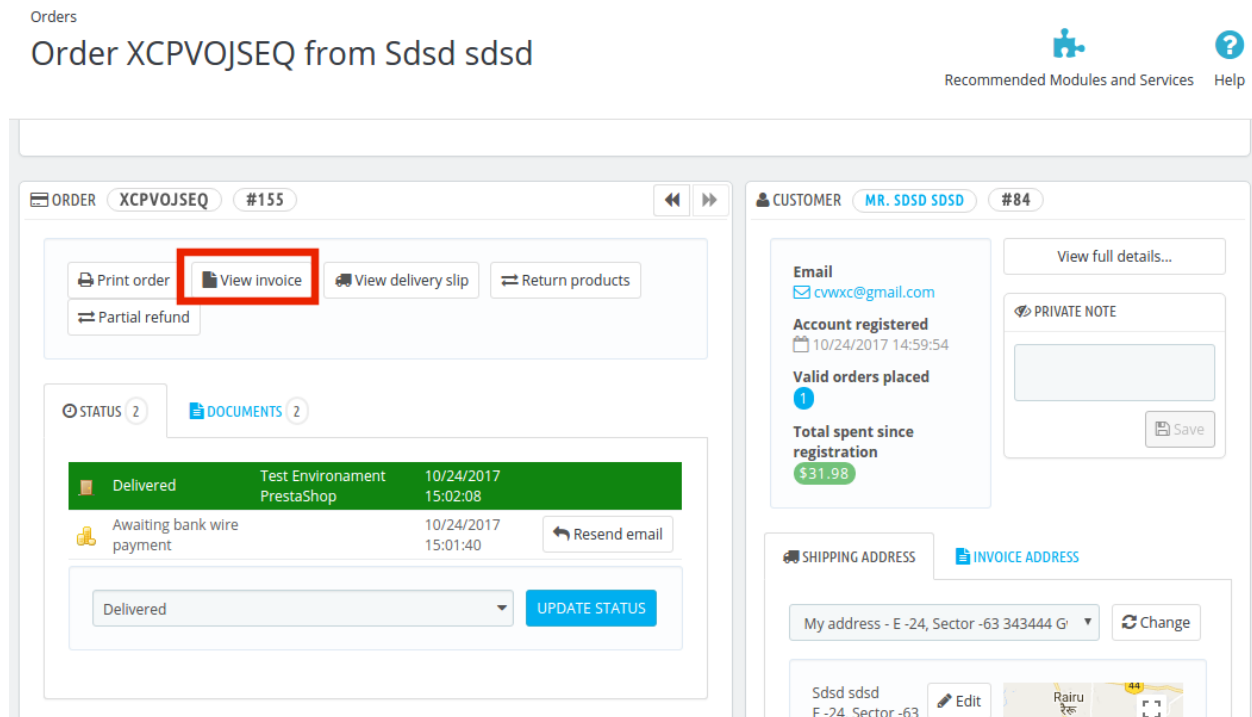 Orders
Order XCPVOJSEQ from Sdsd sdsd
Recommended Modules and Services
Help
ORDER XCPVOJSEQ #155
Print order
View invoice
View delivery slip
Return products
Partial refund
STATUS 2
DOCUMENTS 2
Delivered
Test Environament
PrestaShop
10/24/2017
15:02:08
Awaiting bank wire
payment
10/24/2017
15:01:40
Resend email
Delivered
UPDATE STATUS
CUSTOMER MR. SDSD SDSD #84
Email
cvwxc@gmail.com
Account registered
10/24/2017 14:59:54
Valid orders placed
1
Total spent since
registration
$31.98
View full details...
PRIVATE NOTE
Save
SHIPPING ADDRESS
INVOICE ADDRESS
My address - E -24, Sector -63 343444
Change
Sdsd sdsd
E -24, Sector -63
Edit
44
Rairu
रैरू